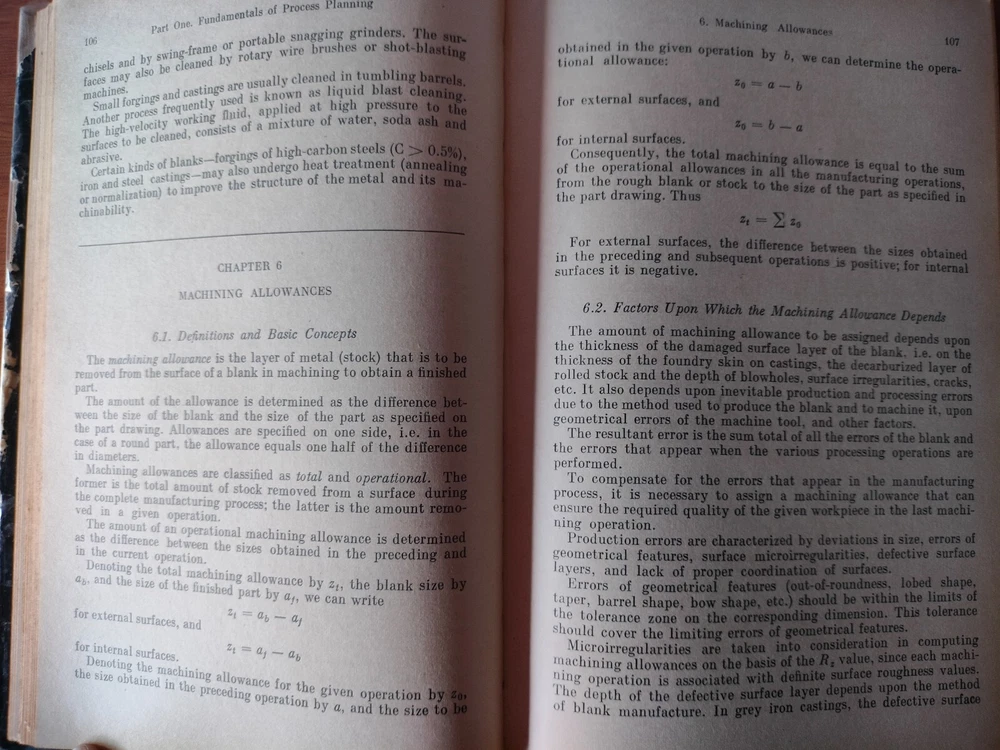 106
Part One. Fundamentals of Process Planning
chisels and by swing-frame or portable snagging grinders. The sur-
faces may also be cleaned by rotary wire brushes or shot-blasting
machines.
Small forgings and castings are usually cleaned in tumbling barrels.
Another process frequently used is known as liquid blast cleaning.
The high-velocity working fluid, applied at high pressure to the
surfaces to be cleaned, consists of a mixture of water, soda ash and
abrasive.
Certain kinds of blanks—forgings of high-carbon steels (C > 0.5%),
iron and steel castings—may also undergo heat treatment (annealing
or normalization) to improve the structure of the metal and its ma-
chinability.
CHAPTER 6
MACHINING ALLOWANCES
6.1. Definitions and Basic Concepts
The machining allowance is the layer of metal (stock) that is to be
removed from the surface of a blank in machining to obtain a finished
part.
The amount of the allowance is determined as the difference bet-
ween the size of the blank and the size of the part as specified on
the part drawing. Allowances are specified on one side, i.e. in the
case of a round part, the allowance equals one half of the difference
in diameters.
Machining allowances are classified as total and operational. The
former is the total amount of stock removed from a surface during
the complete manufacturing process; the latter is the amount remo-
ved in a given operation.
The amount of an operational machining allowance is determined
as the difference between the sizes obtained in the preceding and
in the current operation.
Denoting the total machining allowance by zₜ, the blank size by
a_b, and the size of the finished part by a_f, we can write
zₜ = a_b — a_f
for external surfaces, and
zₜ = a_f — a_b
for internal surfaces.
Denoting the machining allowance for the given operation by z₀,
the size obtained in the preceding operation by a, and the size to be
6. Machining Allowances
107
obtained in the given operation by b, we can determine the opera-
tional allowance:
z₀ = a — b
for external surfaces, and
z₀ = b — a
for internal surfaces.
Consequently, the total machining allowance is equal to the sum
of the operational allowances in all the manufacturing operations,
from the rough blank or stock to the size of the part as specified in
the part drawing. Thus
zₜ = ∑ z₀
For external surfaces, the difference between the sizes obtained
in the preceding and subsequent operations is positive; for internal
surfaces it is negative.
6.2. Factors Upon Which the Machining Allowance Depends
The amount of machining allowance to be assigned depends upon
the thickness of the damaged surface layer of the blank, i.e. on the
thickness of the foundry skin on castings, the decarburized layer of
rolled stock and the depth of blowholes, surface irregularities, cracks,
etc. It also depends upon inevitable production and processing errors
due to the method used to produce the blank and to machine it, upon
geometrical errors of the machine tool, and other factors.
The resultant error is the sum total of all the errors of the blank and
the errors that appear when the various processing operations are
performed.
To compensate for the errors that appear in the manufacturing
process, it is necessary to assign a machining allowance that can
ensure the required quality of the given workpiece in the last machi-
ning operation.
Production errors are characterized by deviations in size, errors of
geometrical features, surface microirregularities, defective surface
layers, and lack of proper coordination of surfaces.
Errors of geometrical features (out-of-roundness, lobed shape,
taper, barrel shape, bow shape, etc.) should be within the limits of
the tolerance zone on the corresponding dimension. This tolerance
should cover the limiting errors of geometrical features.
Microirregularities are taken into consideration in computing
machining allowances on the basis of the R_z value, since each machi-
ning operation is associated with definite surface roughness values.
The depth of the defective surface layer depends upon the method
of blank manufacture. In grey iron castings, the defective surface